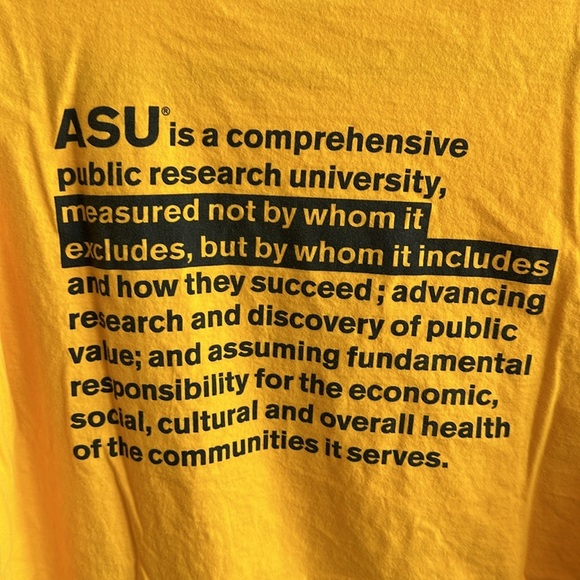 ASU® is a comprehensive
public research university,
measured not by whom it
excludes, but by whom it includes
and how they succeed ; advancing
research and discovery of public
value; and assuming fundamental
responsibility for the economic,
social, cultural and overall health
of the communities it serves.